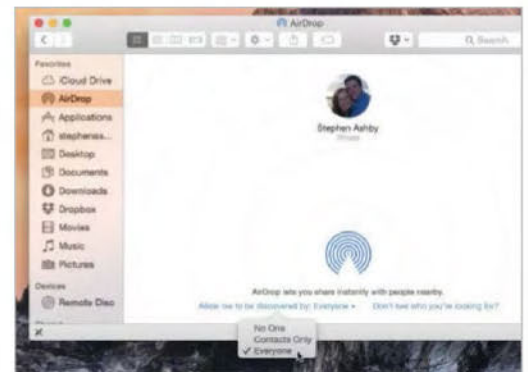 AirDrop
Search
Favorites
iCloud Drive
AirDrop
Applications
stephenas...
Desktop
Documents
Downloads
Dropbox
Movies
Music
Pictures
Devices
Remote Disc
Stephen Ashby
AirDrop lets you share instantly with people nearby.
Allow me to be discovered by: Everyone
Don't see who you're looking for?
No One
Contacts Only
Everyone